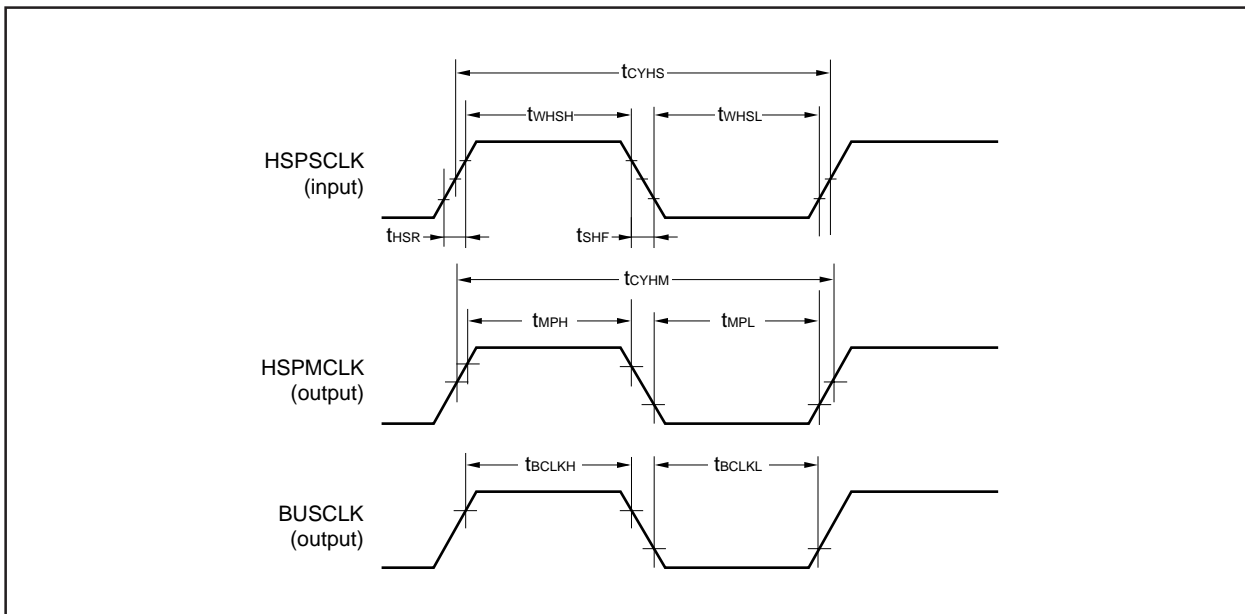 tCYHS
tWHSH
tWHSL
HSPSCLK
(input)
tHSR
tSHF
tCYHM
tMPH
tMPL
HSPMCLK
(output)
tBCLKH
tBCLKL
BUSCLK
(output)